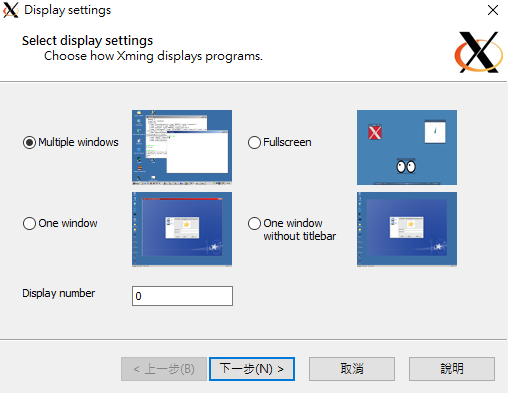 Display settings
Select display settings
Choose how Xming displays programs.
Multiple windows
Fullscreen
One window
One window
without titlebar
Display number
0
< 上一步(B)
下一步(N) >
取消
說明